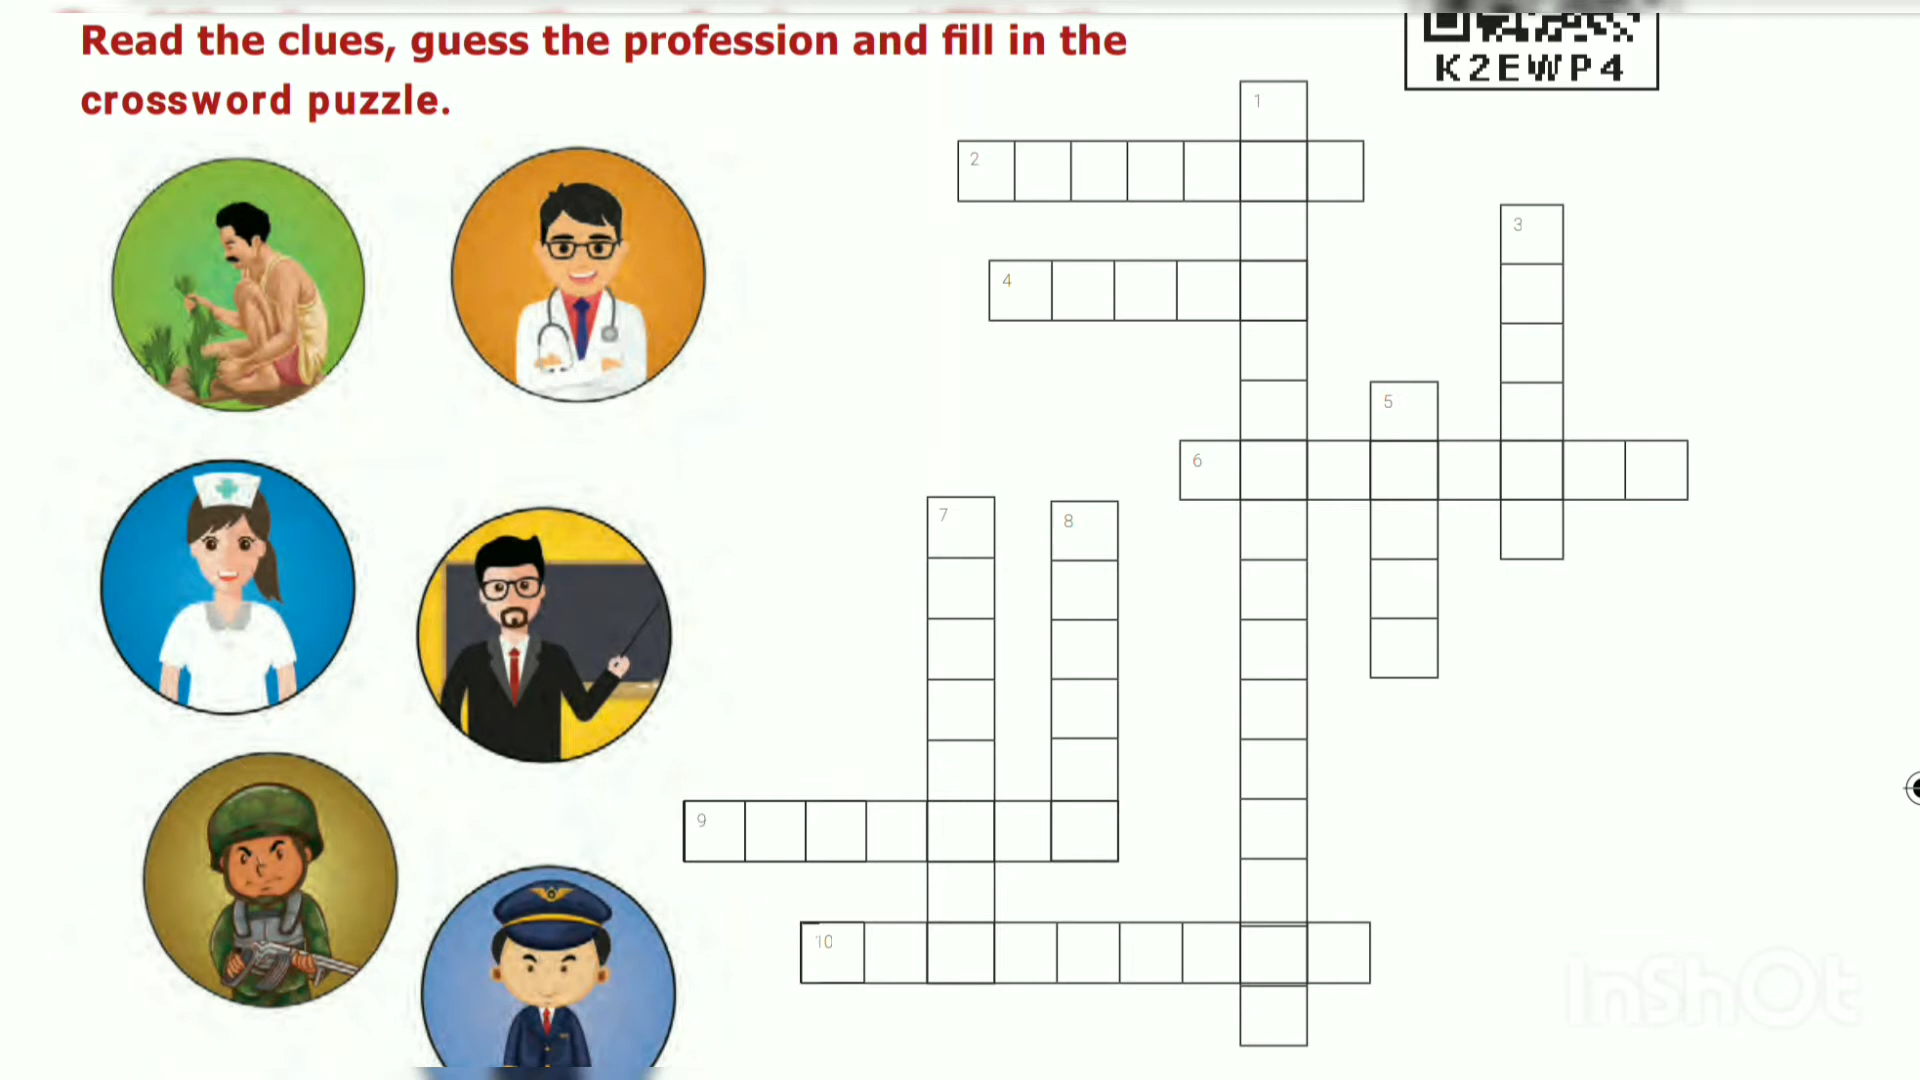 Read the clues, guess the profession and fill in the
crossword puzzle.
K2EWP4
1
2
3
4
5
6
7
8
9
10
InShOt